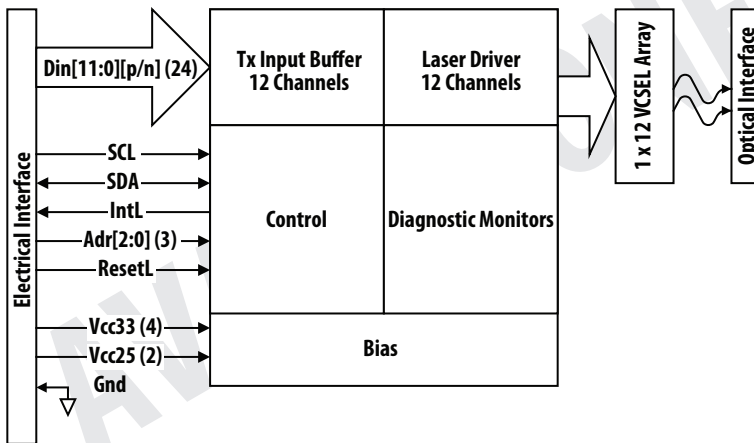 Electrical Interface
Din[11:0][p/n] (24)
SCL
SDA
IntL
Adr[2:0] (3)
ResetL
Vcc33 (4)
Vcc25 (2)
Gnd
Tx Input Buffer
12 Channels
Laser Driver
12 Channels
Control
Diagnostic Monitors
Bias
1 x 12 VCSEL Array
Optical Interface